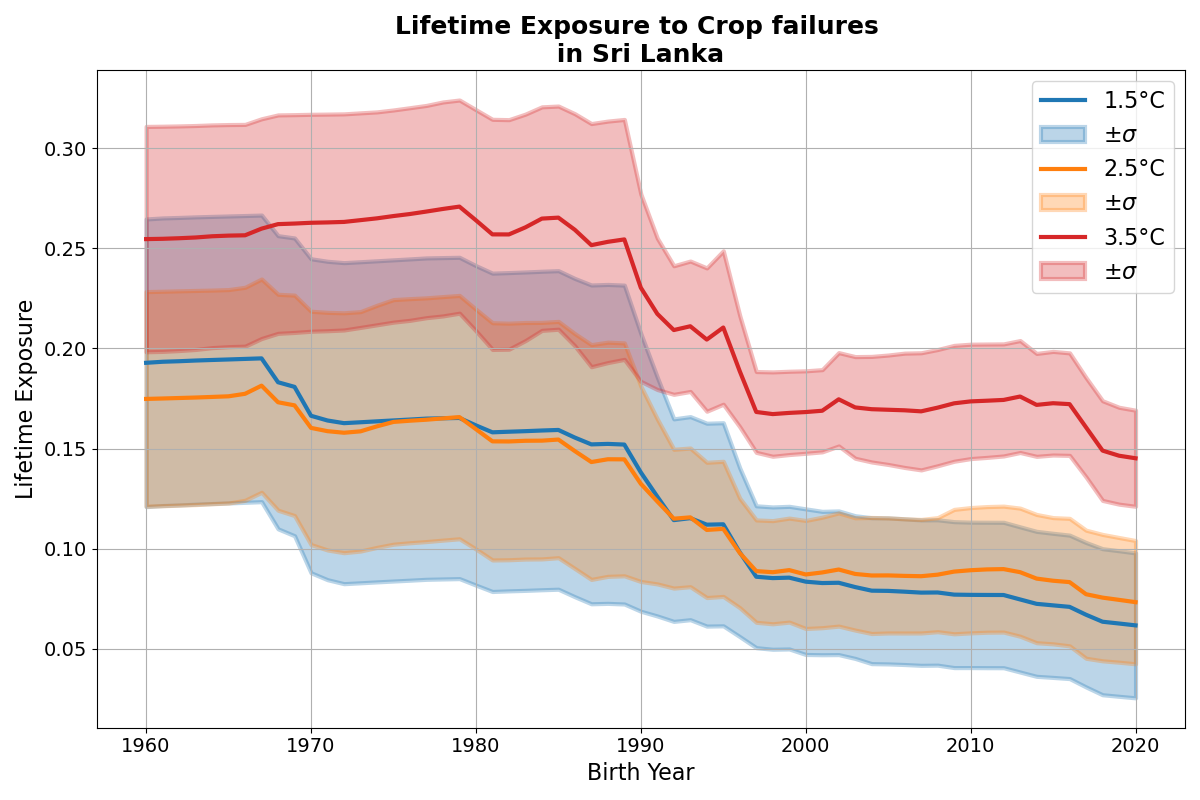 Lifetime Exposure to Crop failures
in Sri Lanka
1.5°C
±σ
2.5°C
±σ
3.5°C
±σ
Lifetime Exposure
0.30
0.25
0.20
0.15
0.10
0.05
1960 1970 1980 1990 2000 2010 2020
Birth Year